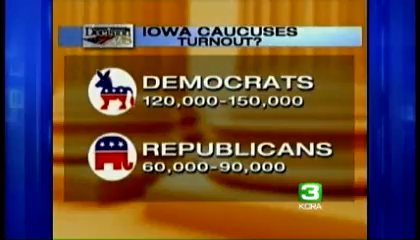 IOWA CAUCUSES
TURNOUT?
DEMOCRATS
120,000-150,000
REPUBLICANS
60,000-90,000
3
KCRA